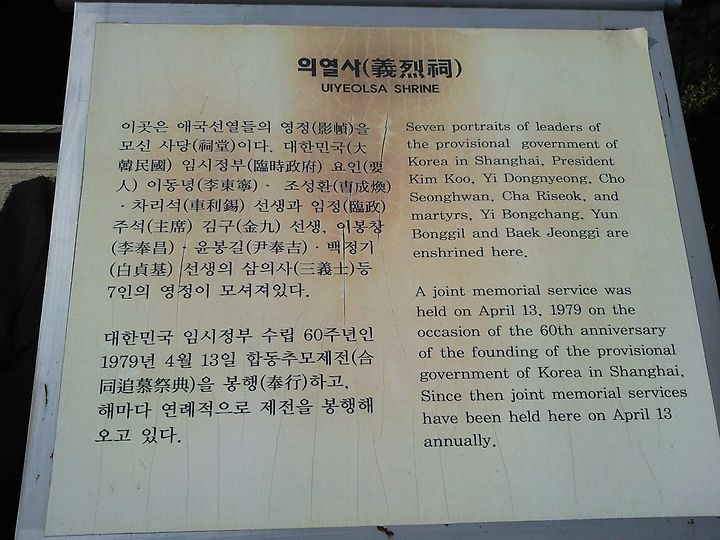 의열사(義烈祠)
UIYEOLSA SHRINE
이곳은 애국선열들의 영정(影幀)을
모신 사당(祠堂)이다. 대한민국(大
韓民國) 임시정부(臨時政府) 요인(要
人) 이동녕(李東寧)· 조성환(曺成煥)
· 차리석(車利錫) 선생과 임정(臨政)
주석(主席) 김구(金九) 선생, 이봉창
(李奉昌)· 윤봉길(尹奉吉)· 백정기
(白貞基) 선생의 삼의사(三義士)등
7인의 영정이 모셔져있다.
대한민국 임시정부 수립 60주년인
1979년 4월 13일 합동추모제전(合
同追慕祭典)을 봉행(奉行)하고,
해마다 연례적으로 제전을 봉행해
오고 있다.
Seven portraits of leaders of
the provisional government of
Korea in Shanghai, President
Kim Koo, Yi Dongnyeong, Cho
Seonghwan, Cha Riseok, and
martyrs, Yi Bongchang, Yun
Bonggil and Baek Jeonggi are
enshrined here.
A joint memorial service was
held on April 13, 1979 on the
occasion of the 60th anniversary
of the founding of the provisional
government of Korea in Shanghai.
Since then joint memorial services
have been held here on April 13
annually.